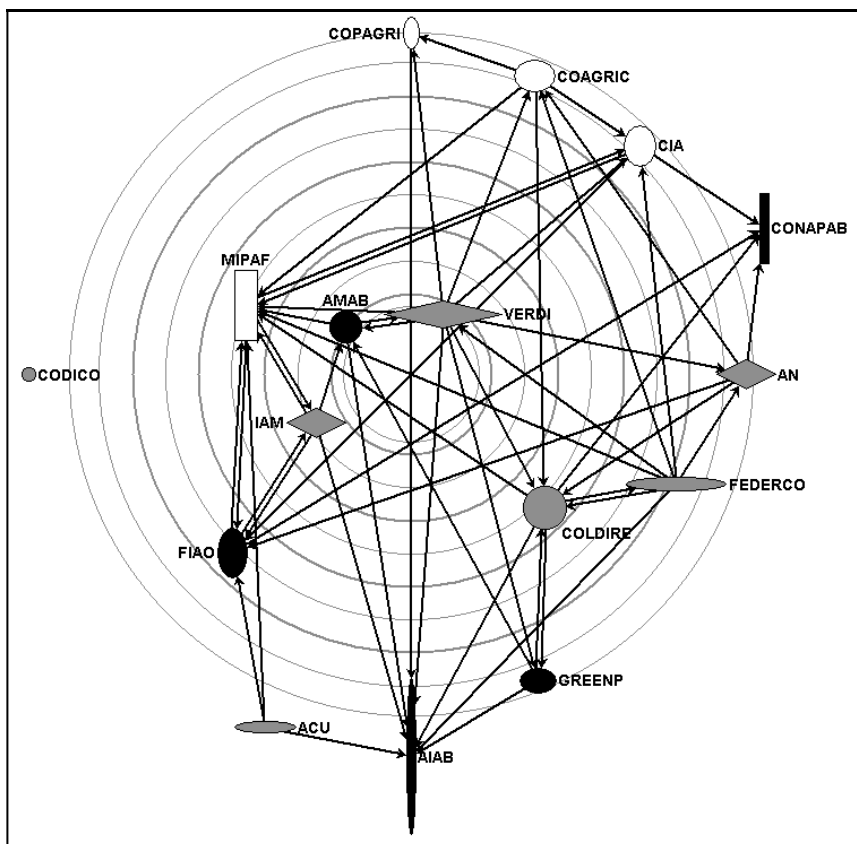 COPAGRI
COAGRIC
CIA
CONAPAB
MIPAF
AMAB
VERDI
CODICO
AN
IAM
FEDERCO
COLDIRE
FIAO
GREENP
ACU
AIAB